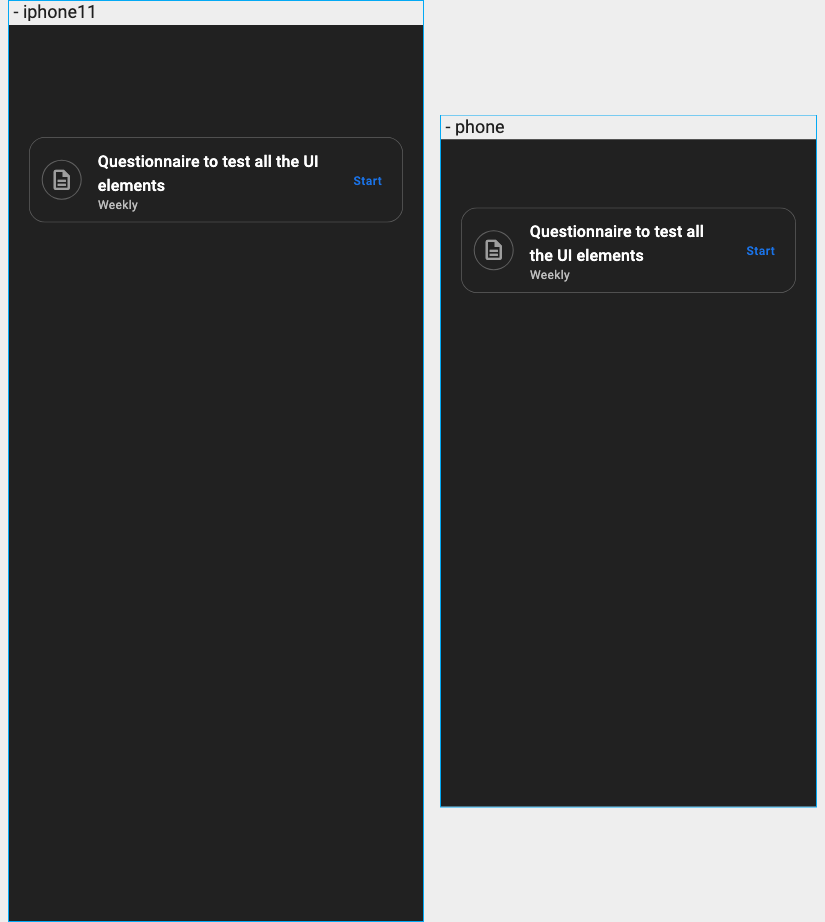 - iphone11
Questionnaire to test all the UI
elements
Weekly
Start
- phone
Questionnaire to test all
the UI elements
Weekly
Start